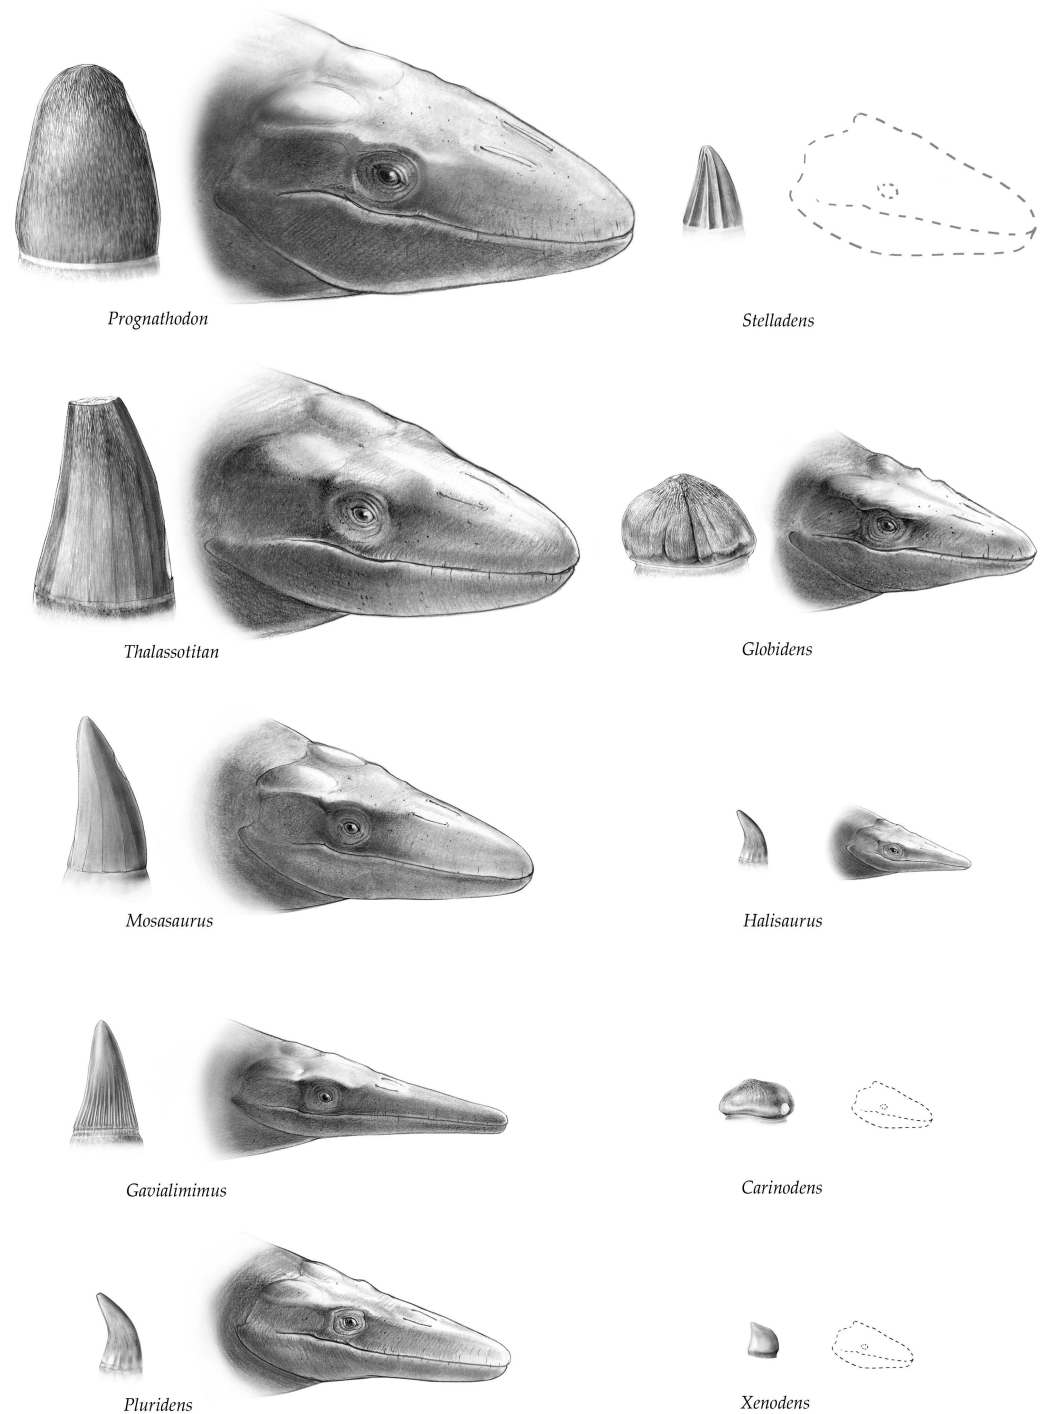 Prognathodon
Stelladens
Thalassotitan
Globidens
Mosasaurus
Halisaurus
Gavialimimus
Carinodens
Pluridens
Xenodens